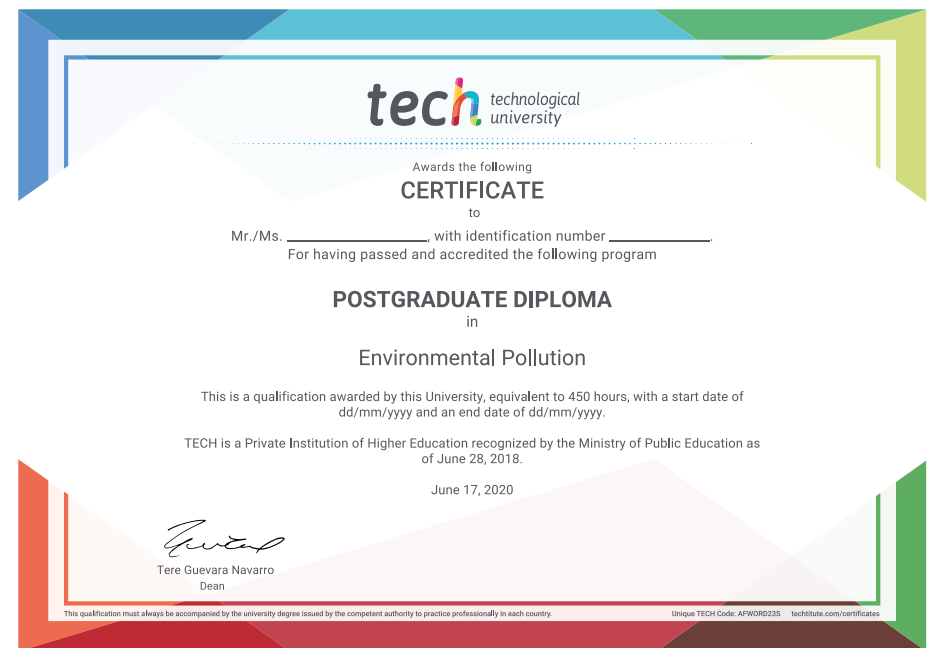 tech technological
university
Awards the following
CERTIFICATE
to
Mr./Ms. ____________________, with identification number ______________.
For having passed and accredited the following program
POSTGRADUATE DIPLOMA
in
Environmental Pollution
This is a qualification awarded by this University, equivalent to 450 hours, with a start date of
dd/mm/yyyy and an end date of dd/mm/yyyy.
TECH is a Private Institution of Higher Education recognized by the Ministry of Public Education as
of June 28, 2018.
June 17, 2020
Tere Guevara Navarro
Dean
This qualification must always be accompanied by the university degree issued by the competent authority to practice professionally in each country. Unique TECH Code: AFWORD23S techtitute.com/certificates